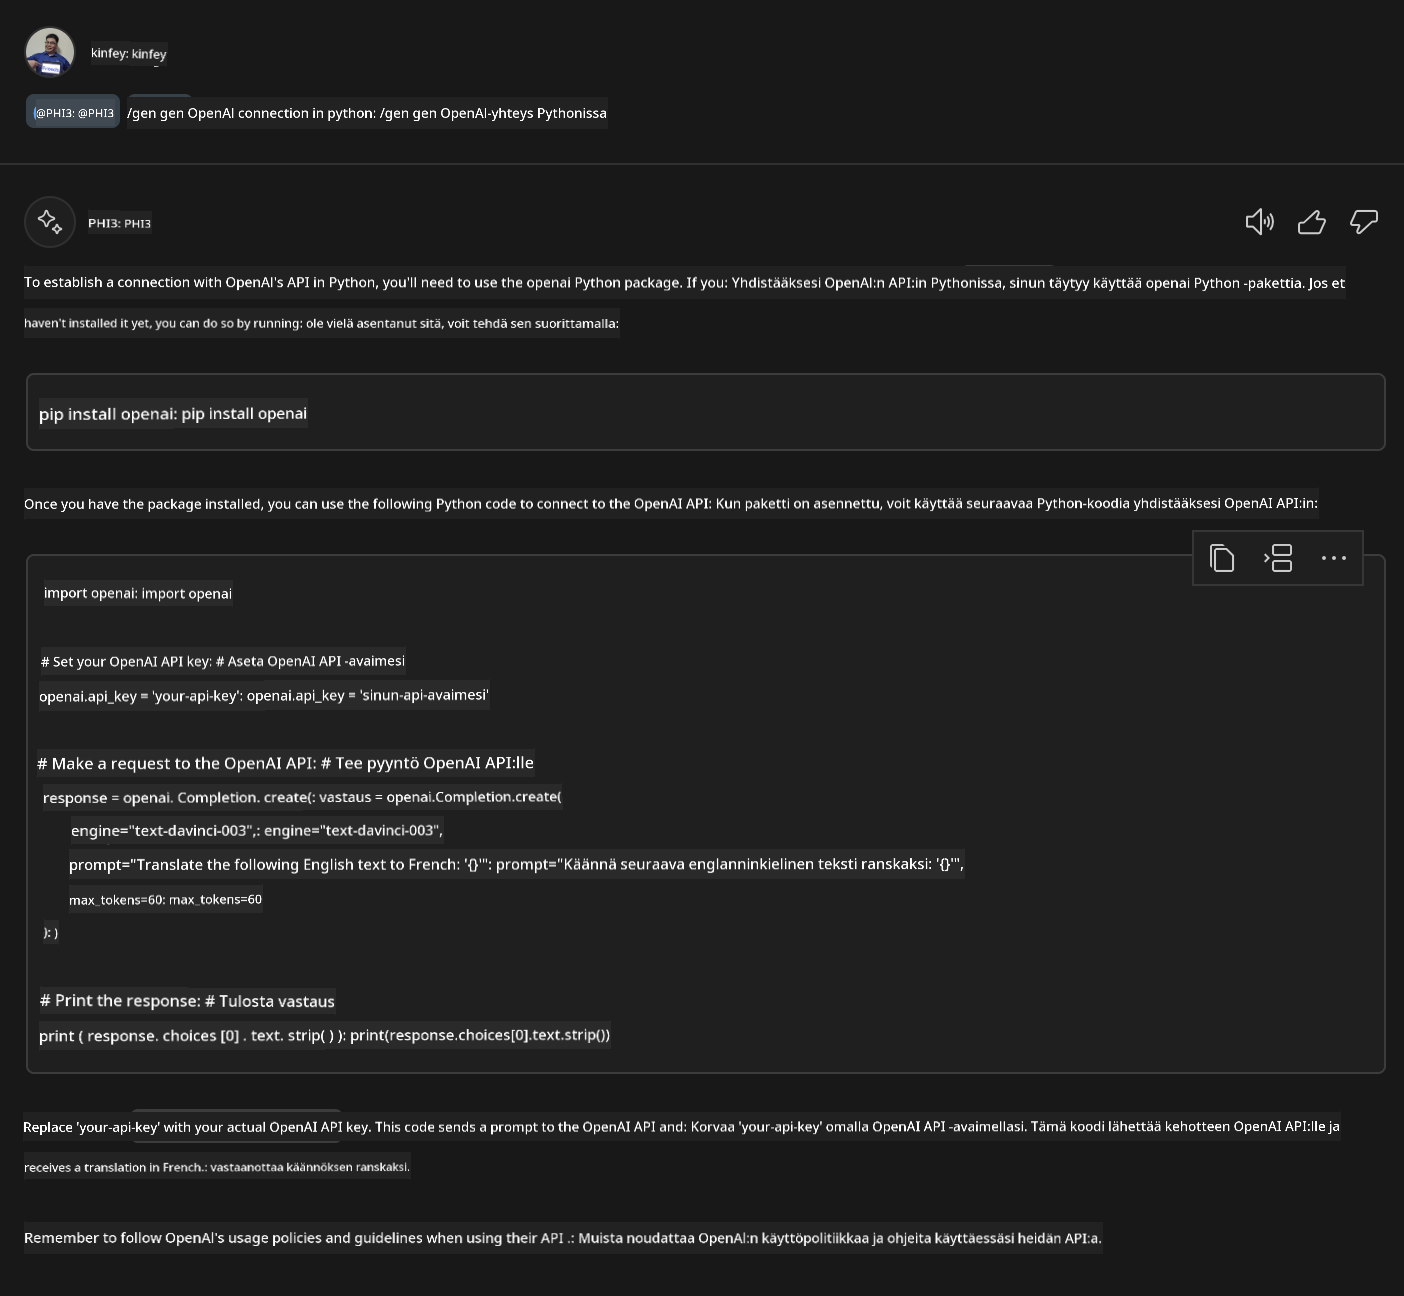 kinfey: kinfey
@PHI3: @PHI3 /gen gen OpenAI connection in python: /gen gen OpenAI-yhteys Pythonissa
PHI3: PHI3
To establish a connection with OpenAI's API in Python, you'll need to use the openai Python package. If you: Yhdistääksesi OpenAI:n API:in Pythonissa, sinun täytyy käyttää openai Python -pakettia. Jos et
haven't installed it yet, you can do so by running: ole vielä asentanut sitä, voit tehdä sen suorittamalla:
pip install openai: pip install openai
Once you have the package installed, you can use the following Python code to connect to the OpenAI API: Kun paketti on asennettu, voit käyttää seuraavaa Python-koodia yhdistääksesi OpenAI API:in:
import openai: import openai
# Set your OpenAI API key: # Aseta OpenAI API -avaimesi
openai.api_key = 'your-api-key': openai.api_key = 'sinun-api-avaimesi'
# Make a request to the OpenAI API: # Tee pyyntö OpenAI API:lle
response = openai. Completion. create(: vastaus = openai.Completion.create(
engine="text-davinci-003",: engine="text-davinci-003",
prompt="Translate the following English text to French: '{}'": prompt="Käännä seuraava englanninkielinen teksti ranskaksi: '{}'",
max_tokens=60: max_tokens=60
): )
# Print the response: # Tulosta vastaus
print ( response. choices [0] . text. strip( ) ): print(response.choices[0].text.strip())
Replace 'your-api-key' with your actual OpenAI API key. This code sends a prompt to the OpenAI API and: Korvaa 'your-api-key' omalla OpenAI API -avaimellasi. Tämä koodi lähettää kehotteen OpenAI API:lle ja
receives a translation in French.: vastaanottaa käännöksen ranskaksi.
Remember to follow OpenAI's usage policies and guidelines when using their API .: Muista noudattaa OpenAI:n käyttöpolitiikkaa ja ohjeita käyttäessäsi heidän API:a.